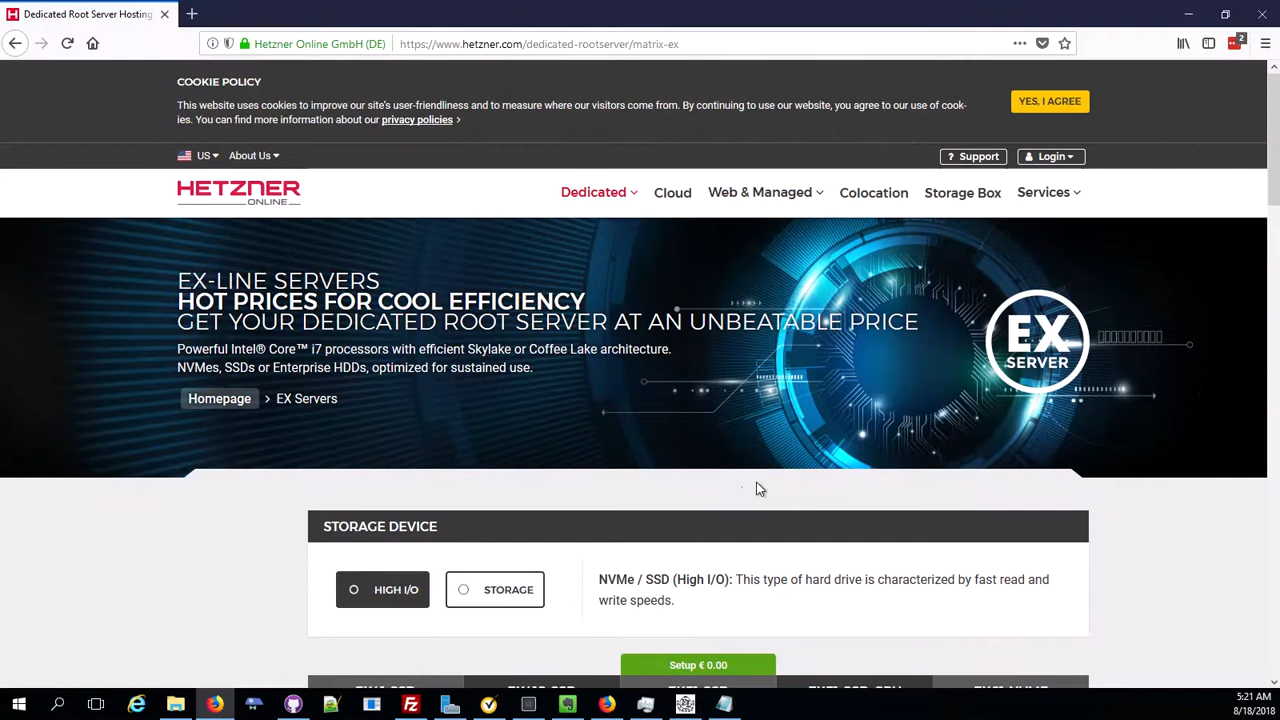 Dedicated Root Server Hosting
Hetzner Online GmbH (DE)
https://www.hetzner.com/dedicated-rootserver/matrix-ex
2
COOKIE POLICY
This website uses cookies to improve our site's user-friendliness and to measure where our visitors come from. By continuing to use our website, you agree to our use of cook-
ies. You can find more information about our privacy policies >
YES, I AGREE
US
About Us
? Support
Login
HETZNER
ONLINE
Dedicated
Cloud
Web & Managed
Colocation
Storage Box
Services
EX-LINE SERVERS
HOT PRICES FOR COOL EFFICIENCY
GET YOUR DEDICATED ROOT SERVER AT AN UNBEATABLE PRICE
Powerful Intel® Core™ i7 processors with efficient Skylake or Coffee Lake architecture.
NVMes, SSDs or Enterprise HDDs, optimized for sustained use.
EX
SERVER
Homepage > EX Servers
STORAGE DEVICE
HIGH I/O
STORAGE
NVMe / SSD (High I/O): This type of hard drive is characterized by fast read and
write speeds.
Setup € 0.00
5:21 AM
8/18/2018